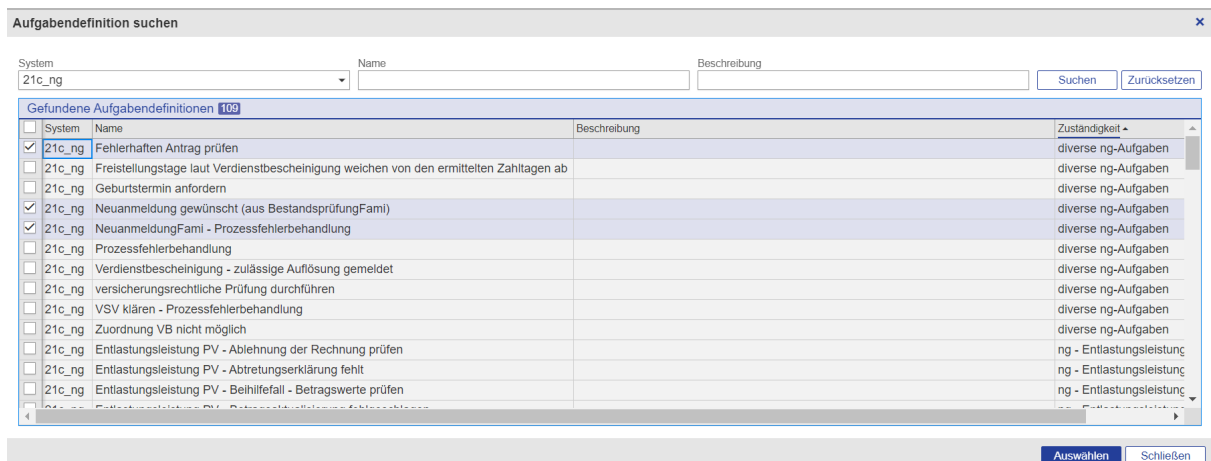 Aufgabendefinition suchen ×
System Name Beschreibung
21c_ng Suchen Zurücksetzen
Gefundene Aufgabendefinitionen 109
System Name Beschreibung Zuständigkeit
21c_ng Fehlerhaften Antrag prüfen diverse ng-Aufgaben
21c_ng Freistellungstage laut Verdienstbescheinigung weichen von den ermittelten Zahltagen ab diverse ng-Aufgaben
21c_ng Geburtstermin anfordern diverse ng-Aufgaben
21c_ng Neuanmeldung gewünscht (aus BestandsprüfungFami) diverse ng-Aufgaben
21c_ng NeuanmeldungFami - Prozessfehlerbehandlung diverse ng-Aufgaben
21c_ng Prozessfehlerbehandlung diverse ng-Aufgaben
21c_ng Verdienstbescheinigung - zulässige Auflösung gemeldet diverse ng-Aufgaben
21c_ng versicherungsrechtliche Prüfung durchführen diverse ng-Aufgaben
21c_ng VSV klären - Prozessfehlerbehandlung diverse ng-Aufgaben
21c_ng Zuordnung VB nicht möglich diverse ng-Aufgaben
21c_ng Entlastungsleistung PV - Ablehnung der Rechnung prüfen ng - Entlastungsleistung
21c_ng Entlastungsleistung PV - Abtretungserklärung fehlt ng - Entlastungsleistung
21c_ng Entlastungsleistung PV - Beihilfefall - Betragswerte prüfen ng - Entlastungsleistung
Auswählen Schließen